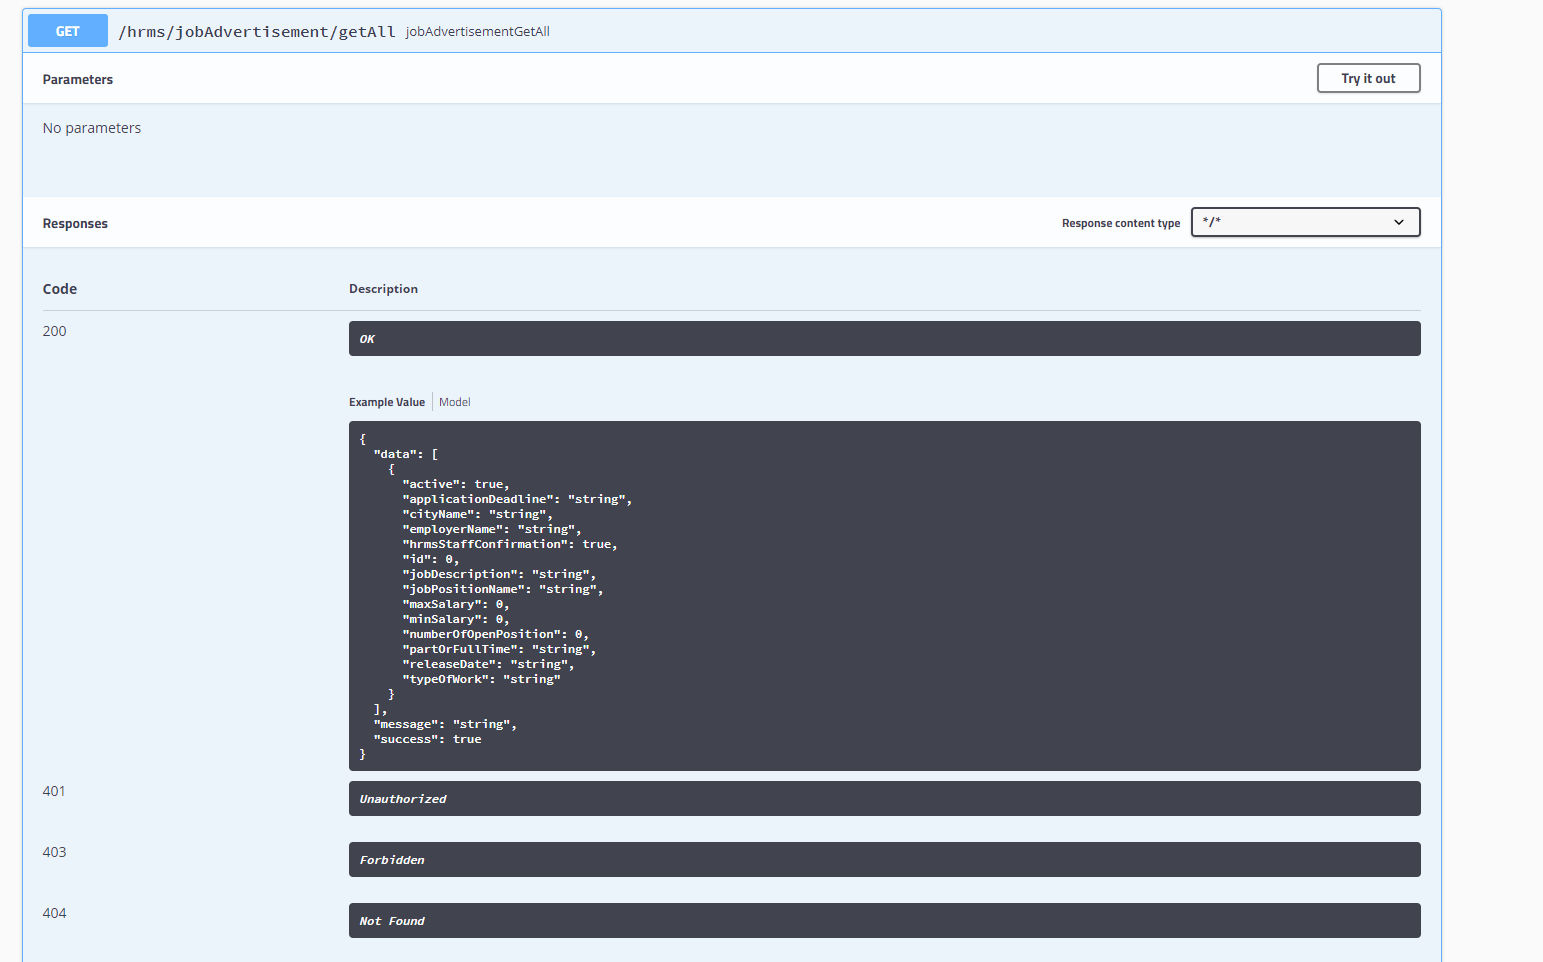 GET /hrms/jobAdvertisement/getAll jobAdvertisementGetAll
Parameters Try it out
No parameters
Responses Response content type */*
Code Description
200 OK
Example Value Model
{
  "data": [
    {
      "active": true,
      "applicationDeadline": "string",
      "cityName": "string",
      "employerName": "string",
      "hrmsStaffConfirmation": true,
      "id": 0,
      "jobDescription": "string",
      "jobPositionName": "string",
      "maxSalary": 0,
      "minSalary": 0,
      "numberOfOpenPosition": 0,
      "partOrFullTime": "string",
      "releaseDate": "string",
      "typeOfWork": "string"
    }
  ],
  "message": "string",
  "success": true
}
401 Unauthorized
403 Forbidden
404 Not Found